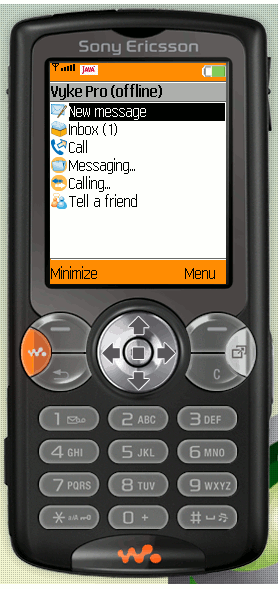 Sony Ericsson
Java
Vyke Pro (offline)
New message
Inbox (1)
Call
Messaging...
Calling...
Tell a friend
Minimize Menu
C
1 2 ABC 3 DEF
4 GHI 5 JKL 6 MNO
7 PQRS 8 TUV 9 WXYZ
* a/A 0 + #